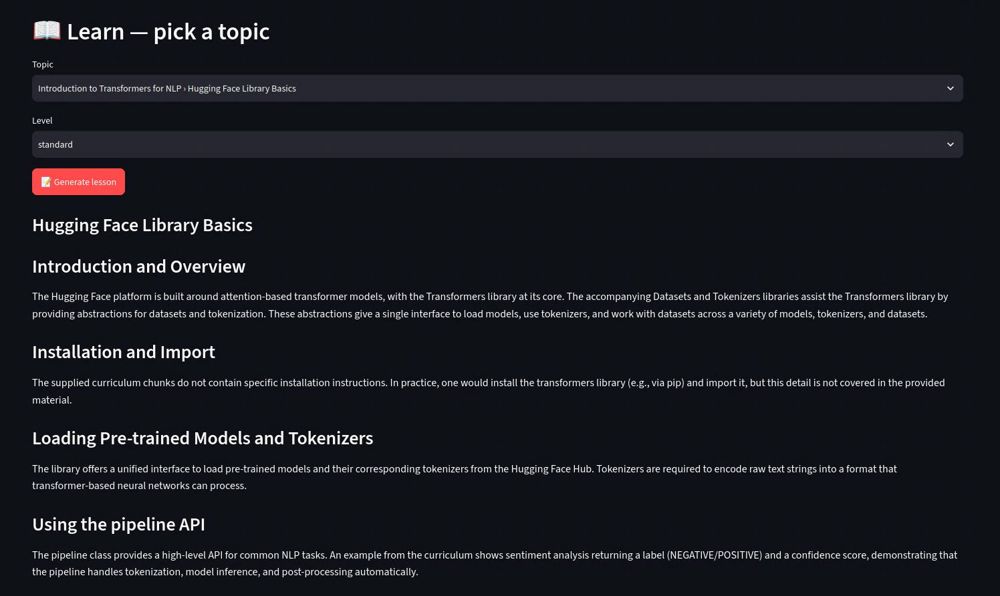 📖 Learn — pick a topic
Topic
Introduction to Transformers for NLP › Hugging Face Library Basics
Level
standard
📝 Generate lesson
Hugging Face Library Basics
Introduction and Overview
The Hugging Face platform is built around attention-based transformer models, with the Transformers library at its core. The accompanying Datasets and Tokenizers libraries assist the Transformers library by
providing abstractions for datasets and tokenization. These abstractions give a single interface to load models, use tokenizers, and work with datasets across a variety of models, tokenizers, and datasets.
Installation and Import
The supplied curriculum chunks do not contain specific installation instructions. In practice, one would install the transformers library (e.g., via pip) and import it, but this detail is not covered in the provided
material.
Loading Pre-trained Models and Tokenizers
The library offers a unified interface to load pre-trained models and their corresponding tokenizers from the Hugging Face Hub. Tokenizers are required to encode raw text strings into a format that
transformer-based neural networks can process.
Using the pipeline API
The pipeline class provides a high-level API for common NLP tasks. An example from the curriculum shows sentiment analysis returning a label (NEGATIVE/POSITIVE) and a confidence score, demonstrating that
the pipeline handles tokenization, model inference, and post-processing automatically.